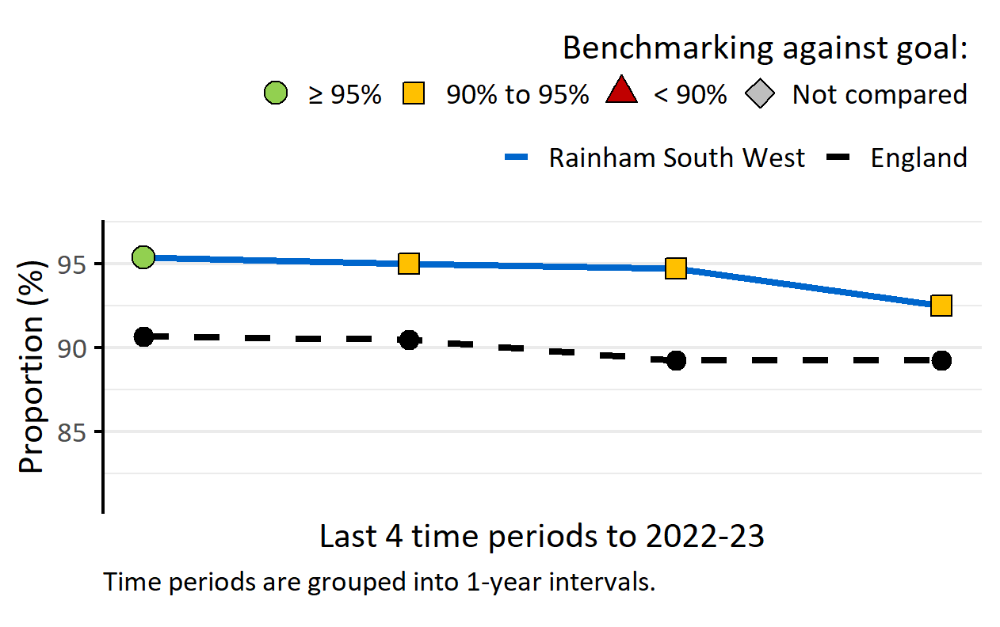 Benchmarking against goal:
≥ 95% 90% to 95% < 90% Not compared
Rainham South West England
Proportion (%)
95
90
85
Last 4 time periods to 2022-23
Time periods are grouped into 1-year intervals.